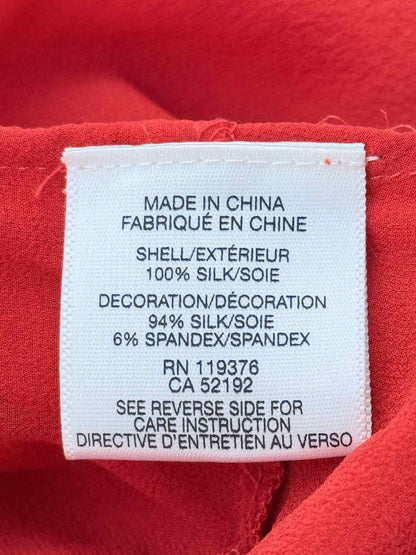 MADE IN CHINA
FABRIQUÉ EN CHINE
SHELL/EXTÉRIEUR
100% SILK/SOIE
DECORATION/DÉCORATION
94% SILK/SOIE
6% SPANDEX/SPANDEX
RN 119376
CA 52192
SEE REVERSE SIDE FOR
CARE INSTRUCTION
DIRECTIVE D'ENTRETIEN AU VERSO